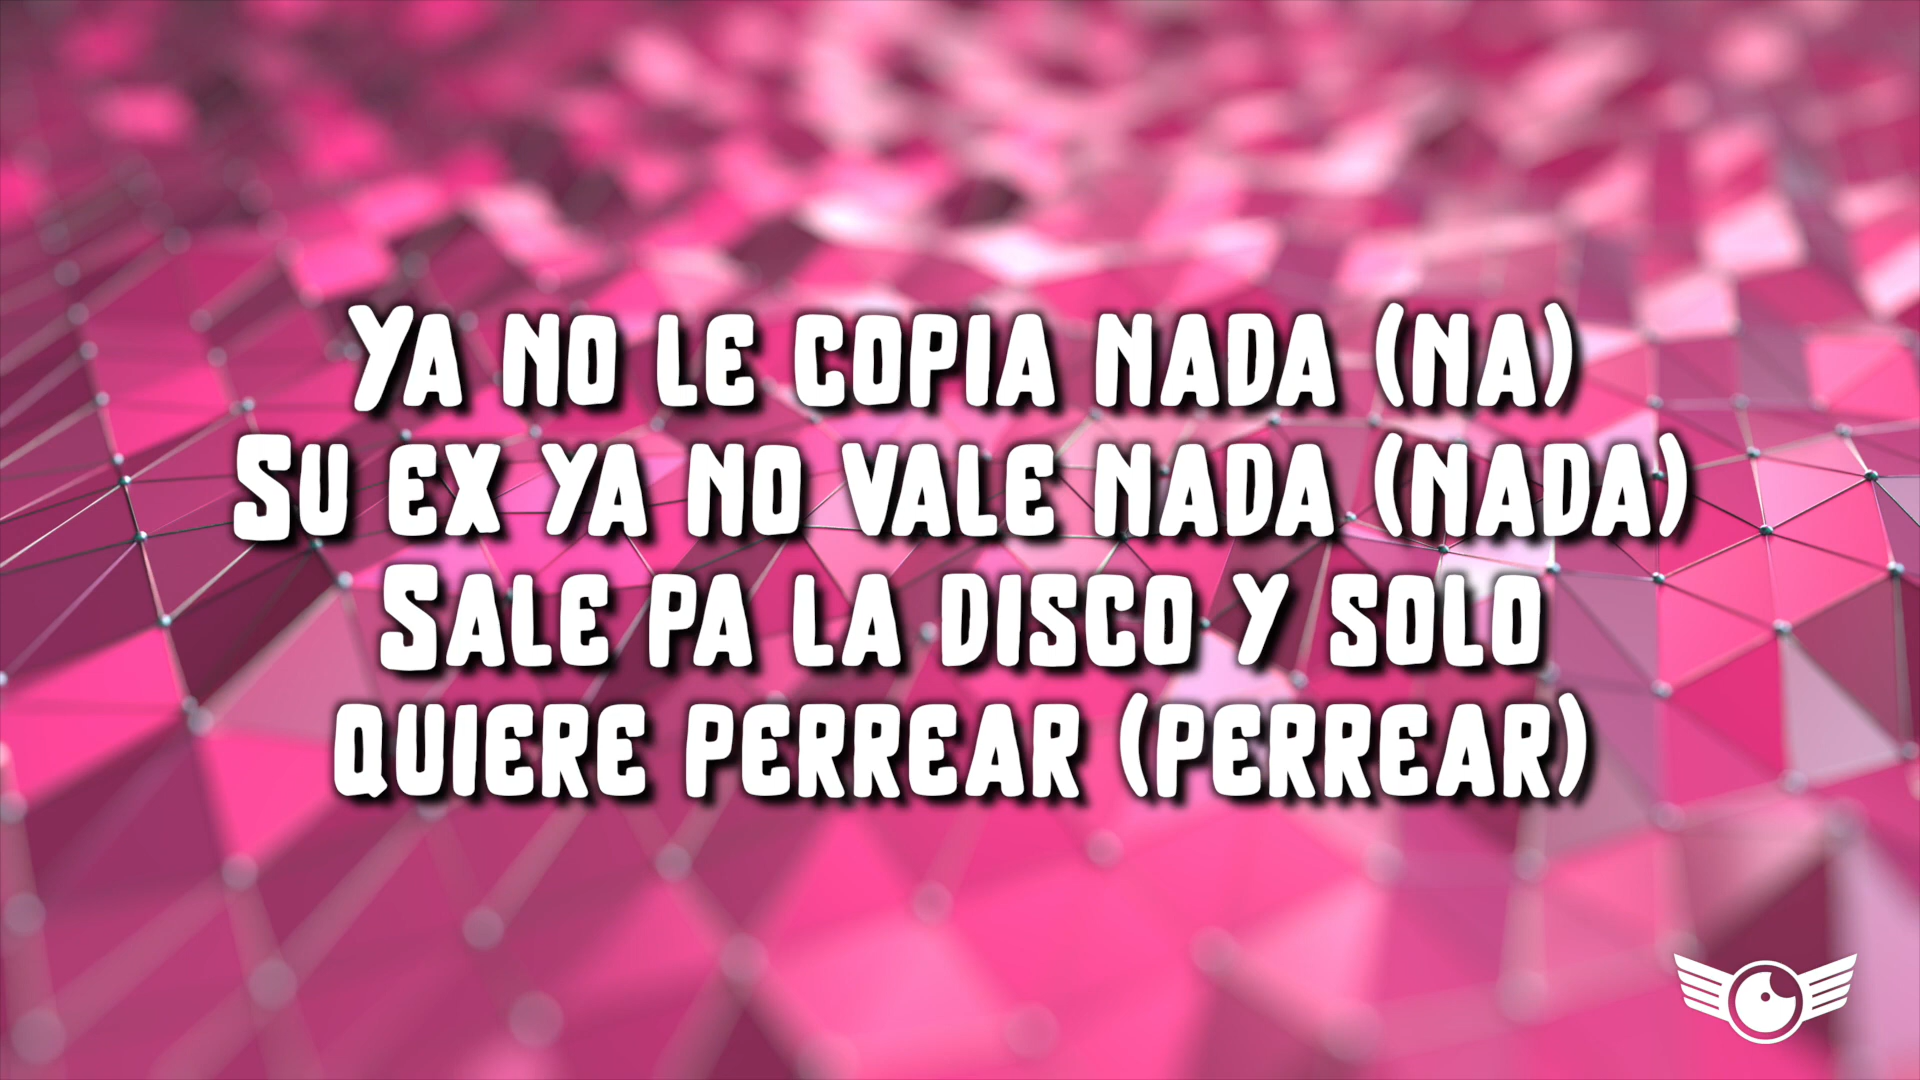 Ya no le copia nada (na)
Su ex ya no vale nada (nada)
Sale pa la disco y solo
quiere perrear (perrear)